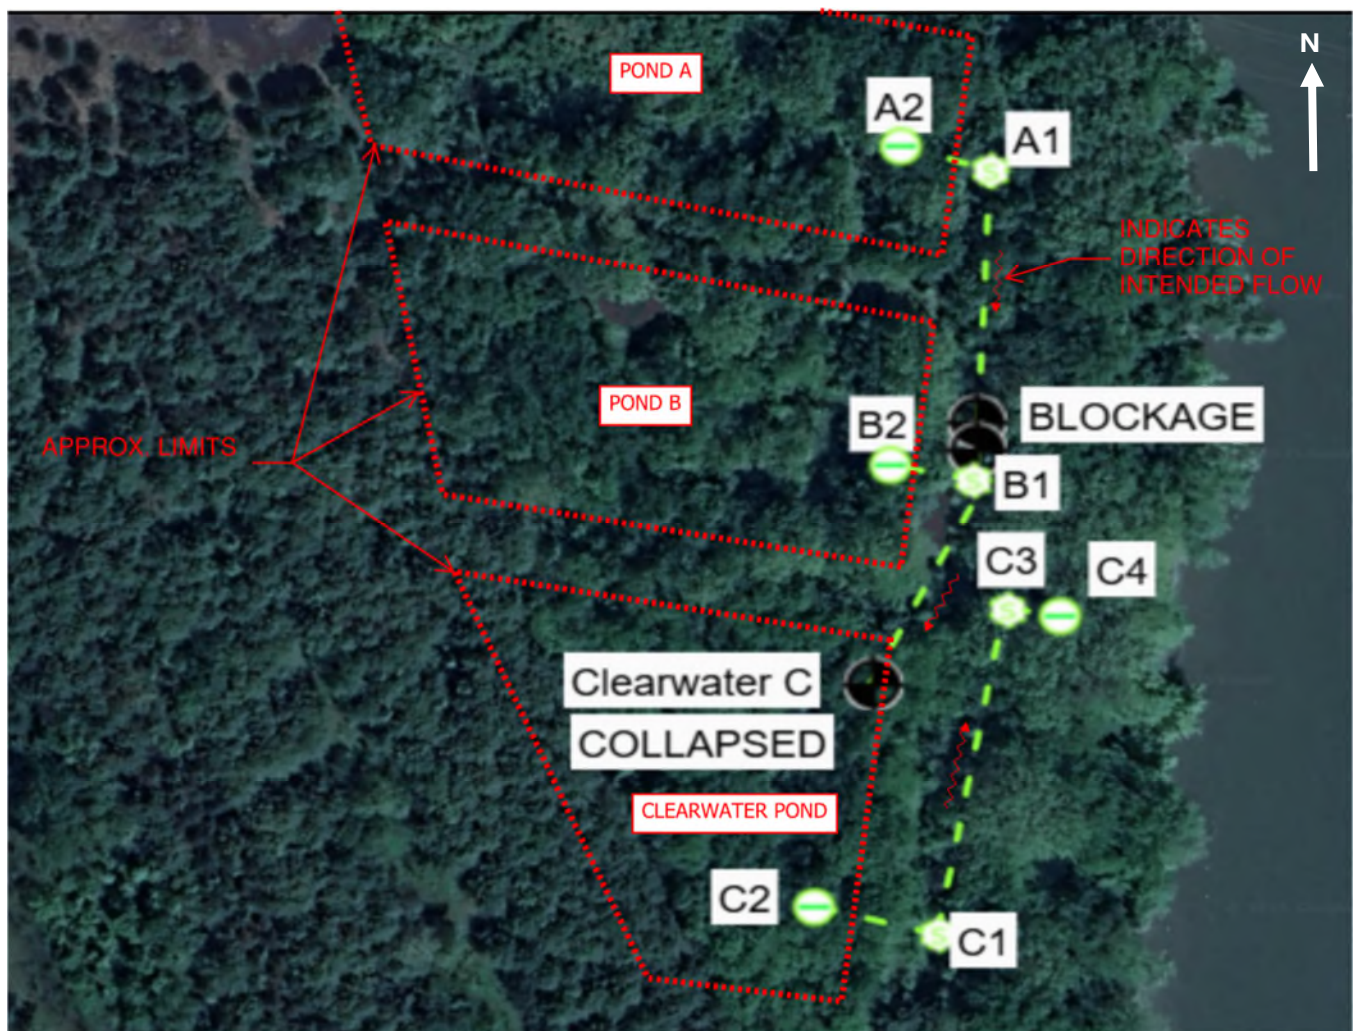 N
POND A
A2
A1
INDICATES
DIRECTION OF
INTENDED FLOW
POND B
B2
BLOCKAGE
APPROX. LIMITS
B1
C3
C4
Clearwater C
COLLAPSED
CLEARWATER POND
C2
C1
S
S
S
S